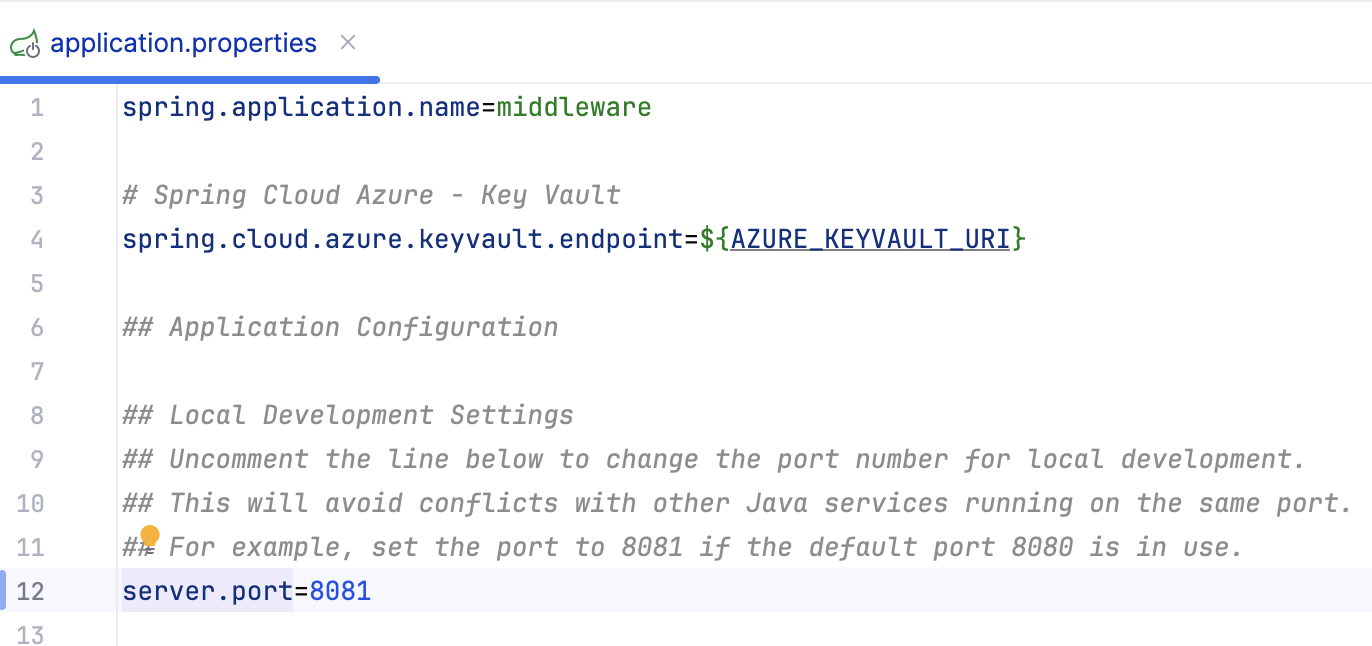 application.properties
1 spring.application.name=middleware
2
3 # Spring Cloud Azure - Key Vault
4 spring.cloud.azure.keyvault.endpoint=${AZURE_KEYVAULT_URI}
5
6 ## Application Configuration
7
8 ## Local Development Settings
9 ## Uncomment the line below to change the port number for local development.
10 ## This will avoid conflicts with other Java services running on the same port.
11 ## For example, set the port to 8081 if the default port 8080 is in use.
12 server.port=8081
13